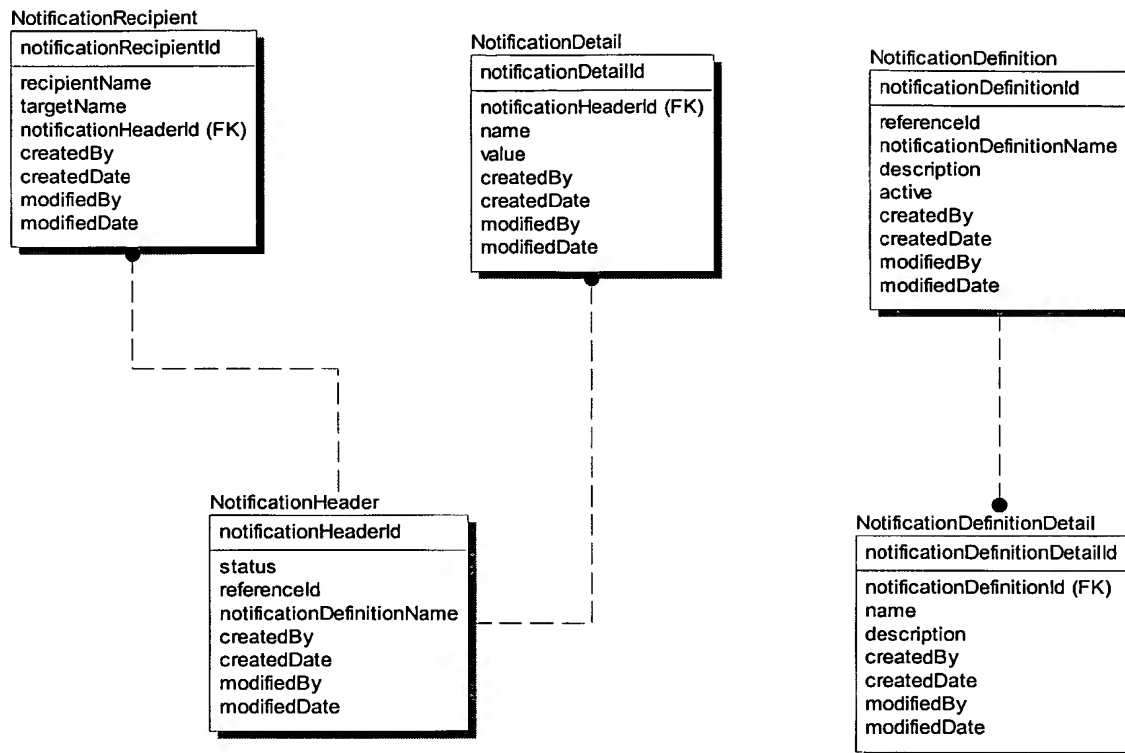 NotificationRecipient
notificationRecipientId
recipientName
targetName
notificationHeaderId (FK)
createdBy
createdDate
modifiedBy
modifiedDate
NotificationDetail
notificationDetailId
notificationHeaderId (FK)
name
value
createdBy
createdDate
modifiedBy
modifiedDate
NotificationDefinition
notificationDefinitionId
referenceId
notificationDefinitionName
description
active
createdBy
createdDate
modifiedBy
modifiedDate
NotificationHeader
notificationHeaderId
status
referenceId
notificationDefinitionName
createdBy
createdDate
modifiedBy
modifiedDate
NotificationDefinitionDetail
notificationDefinitionDetailId
notificationDefinitionId (FK)
name
description
createdBy
createdDate
modifiedBy
modifiedDate